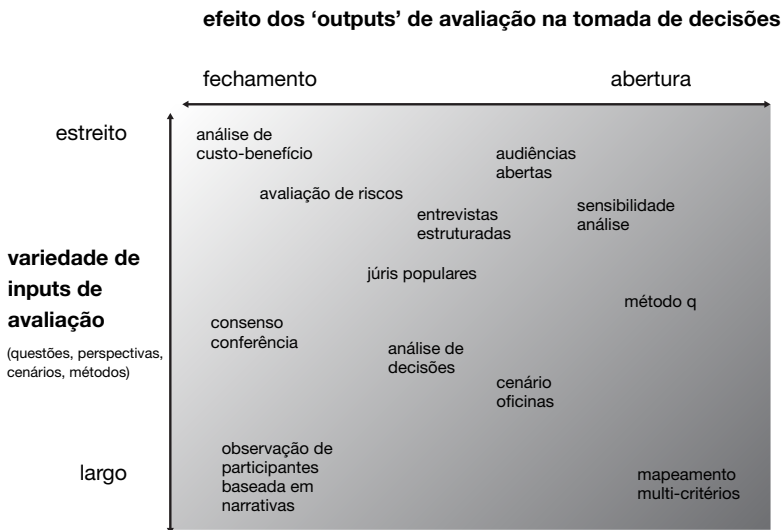 efeito dos ‘outputs’ de avaliação na tomada de decisões
fechamento
abertura
estreito
análise de
custo-benefício
audiências
abertas
avaliação de riscos
sensibilidade
análise
entrevistas
estruturadas
variedade de
inputs de
avaliação
(questões, perspectivas,
cenários, métodos)
júris populares
método q
consenso
conferência
análise de
decisões
cenário
oficinas
largo
observação de
participantes
baseada em
narrativas
mapeamento
multi-critérios